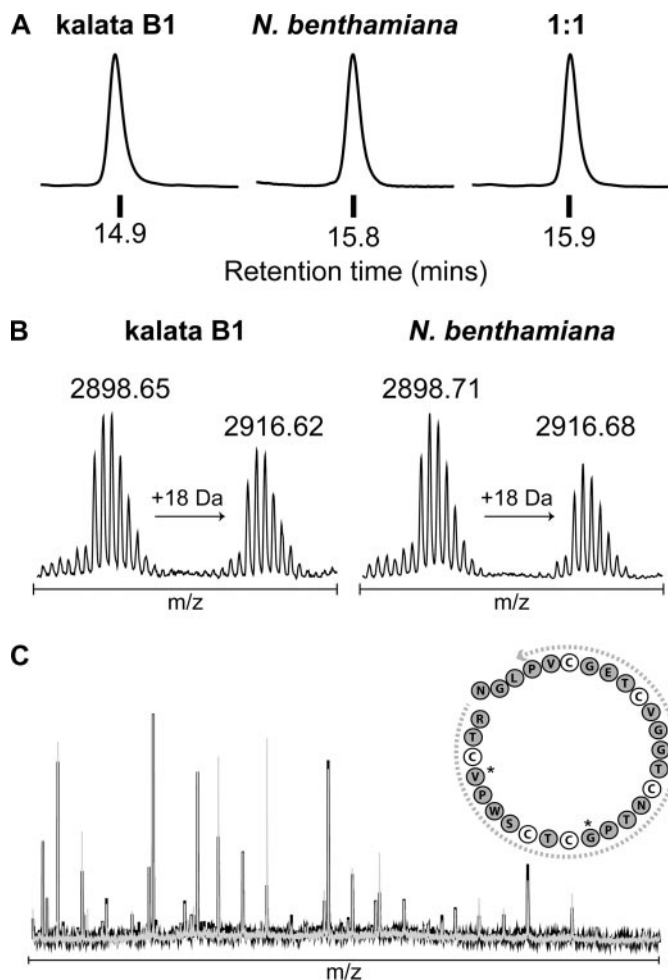 A
kalata B1 N. benthamiana 1:1
14.9 15.8 15.9
Retention time (mins)
B
kalata B1 N. benthamiana
2898.65 2898.71
2916.62 2916.68
+18 Da +18 Da
m/z m/z
C
N G L P V C G E T C V G G T C N T P G C T C S W P V C T R
* *
m/z